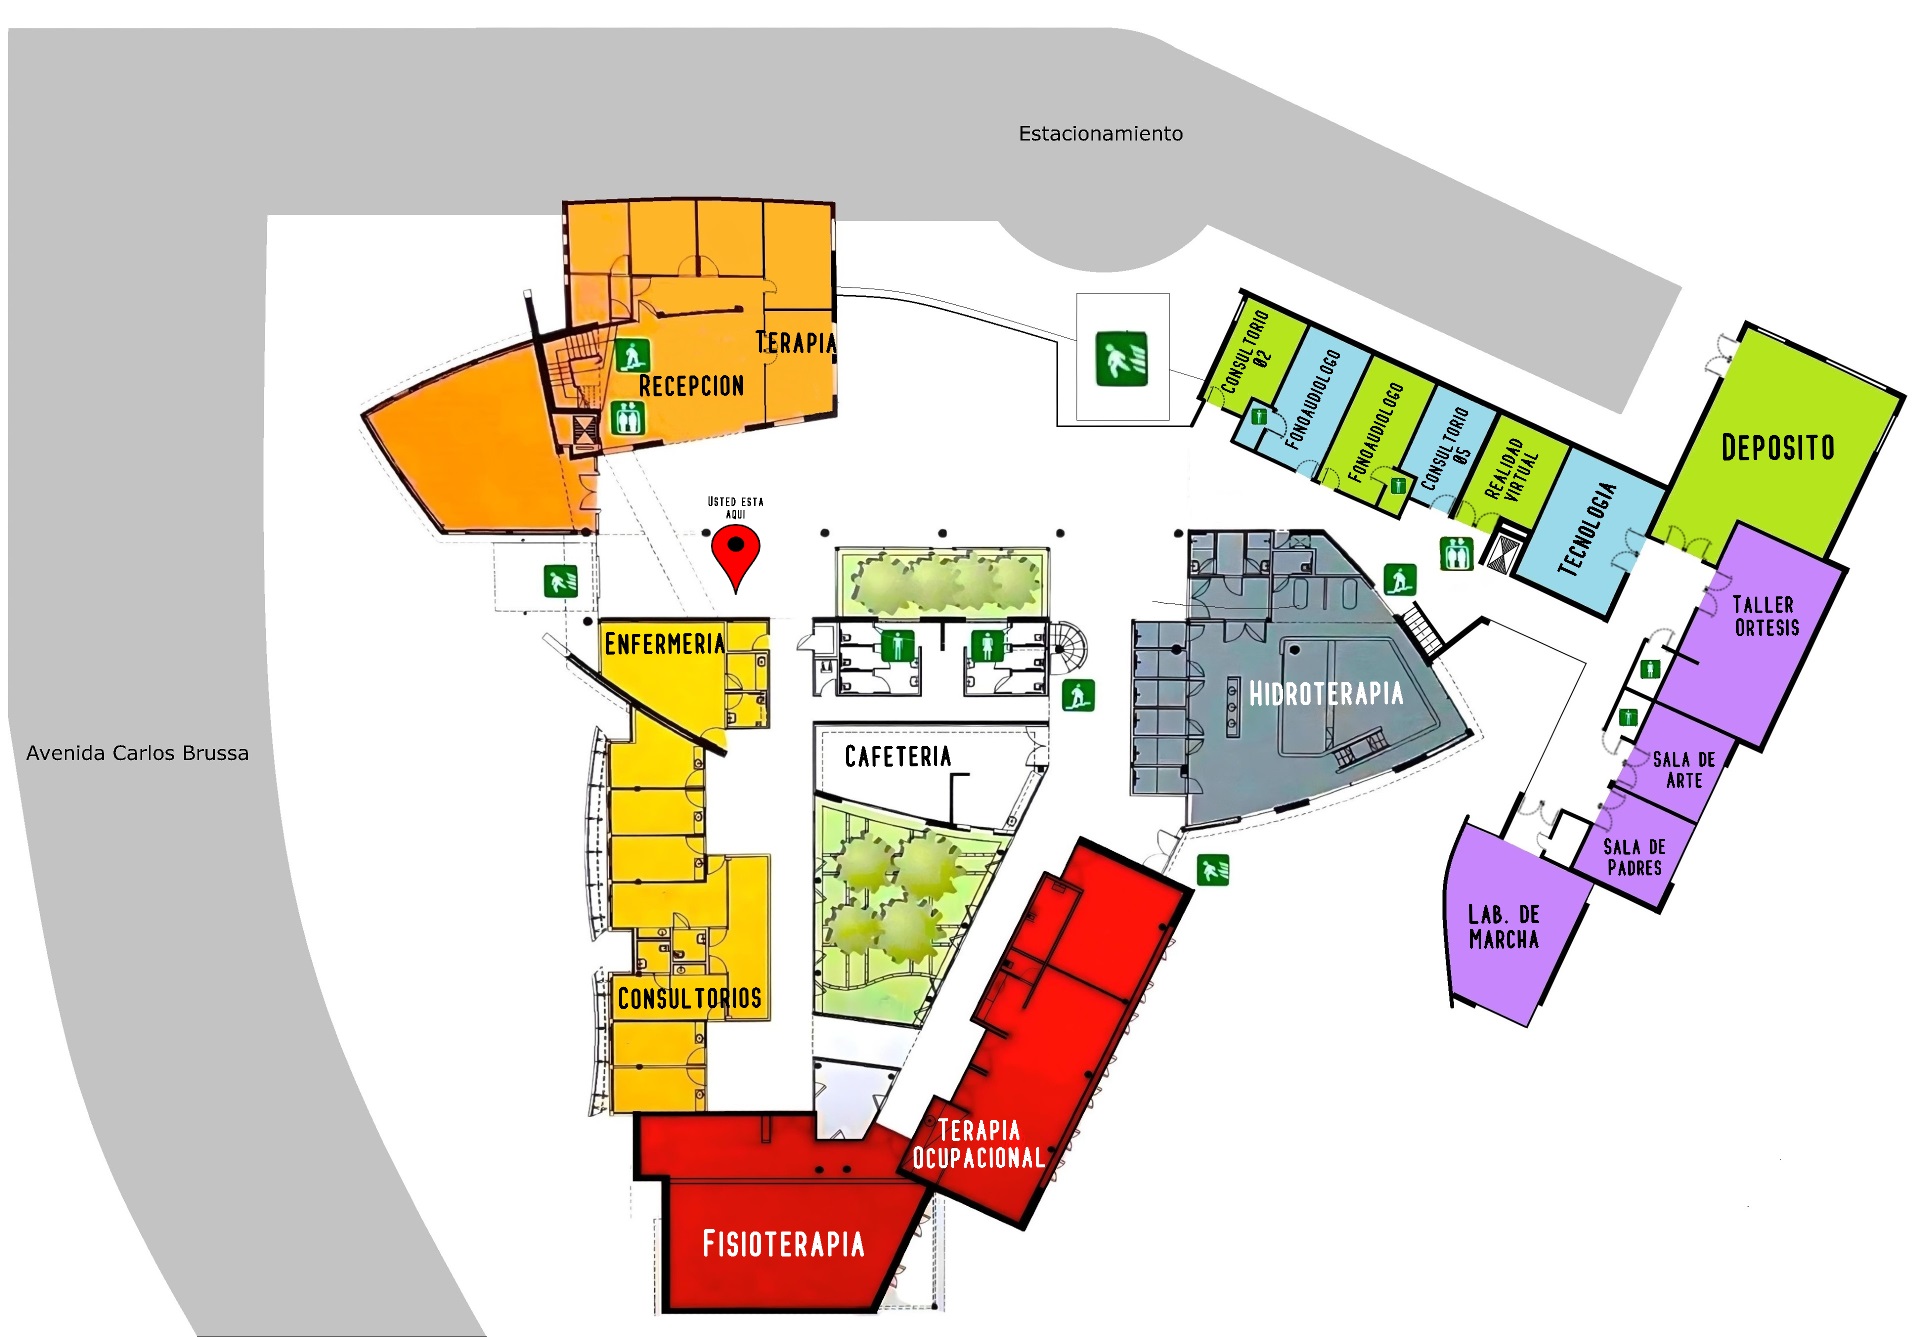 Estacionamiento
TERAPIA
RECEPCION
CONSULTORIO
02
FONOAUDIOLOGO
FONOAUDIOLOGO
CONSULTORIO
05
REALIDAD
VIRTUAL
TECNOLOGIA
DEPOSITO
USTED ESTA
AQUI
ENFERMERIA
TALLER
ORTESIS
HIDROTERAPIA
Avenida Carlos Brussa
CAFETERIA
SALA DE
ARTE
SALA DE
PADRES
LAB. DE
MARCHA
CONSULTORIOS
TERAPIA
OCUPACIONAL
FISIOTERAPIA